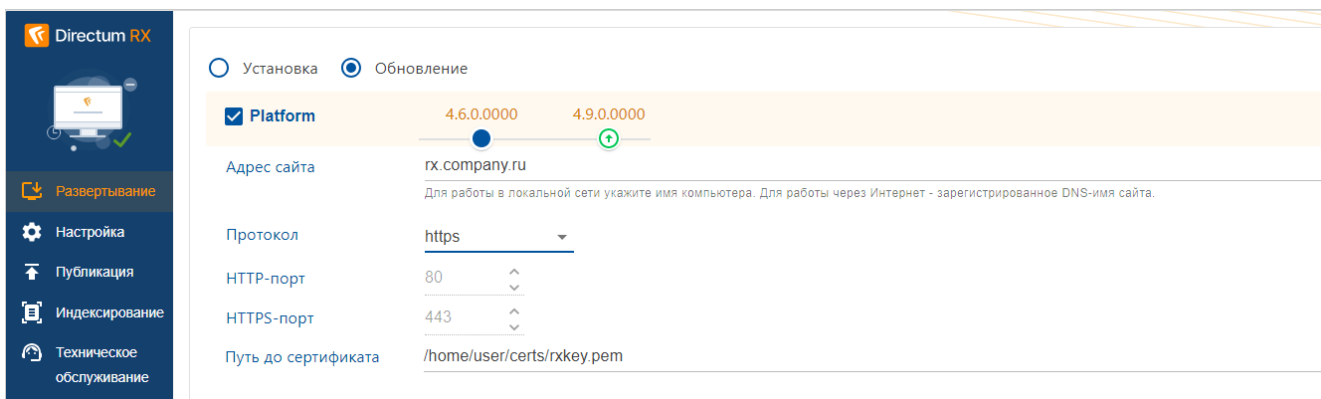 Directum RX
Развертывание
Настройка
Публикация
Индексирование
Техническое
обслуживание
Установка Обновление
Platform 4.6.0.0000 4.9.0.0000
Адрес сайта rx.company.ru
Для работы в локальной сети укажите имя компьютера. Для работы через Интернет - зарегистрированное DNS-имя сайта.
Протокол https
HTTP-порт 80
HTTPS-порт 443
Путь до сертификата /home/user/certs/rxkey.pem